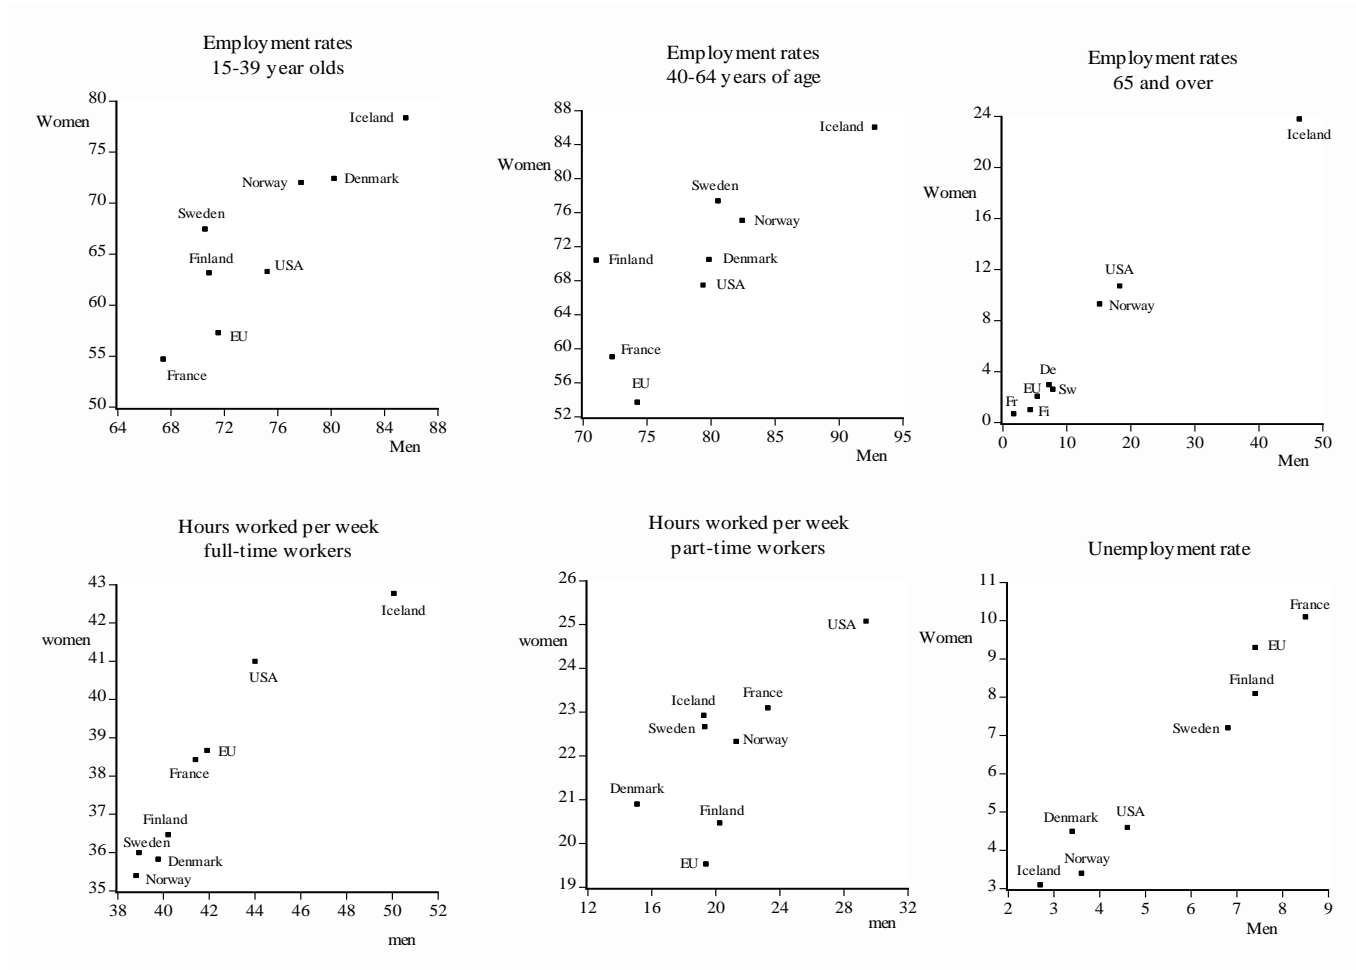 Employment rates
15-39 year olds
80
Women
Iceland
75
Norway
Denmark
70
Sweden
65
Finland
USA
60
EU
55
France
50
64 68 72 76 80 84 88
Men
Employment rates
40-64 years of age
88
Iceland
84
Women
80
Sweden
76
Norway
72
Finland
Denmark
68
USA
64
60
France
EU
56
52
70 75 80 85 90 95
Men
Employment rates
65 and over
24
Iceland
20
Women
16
12
USA
8
Norway
4
De
EU
Sw
Fr
Fi
0
0 10 20 30 40 50
Men
Hours worked per week
full-time workers
43
Iceland
42
women
41
USA
40
39
EU
38
France
37
Finland
36
Sweden
Denmark
Norway
35
38 40 42 44 46 48 50 52
men
Hours worked per week
part-time workers
26
25
USA
women
24
23
Iceland
France
Sweden
Norway
22
21
Denmark
Finland
20
EU
19
12 16 20 24 28 32
men
Unemployment rate
11
France
10
Women
EU
9
Finland
8
Sweden
7
6
5
Denmark
USA
4
Norway
Iceland
3
2 3 4 5 6 7 8 9
Men